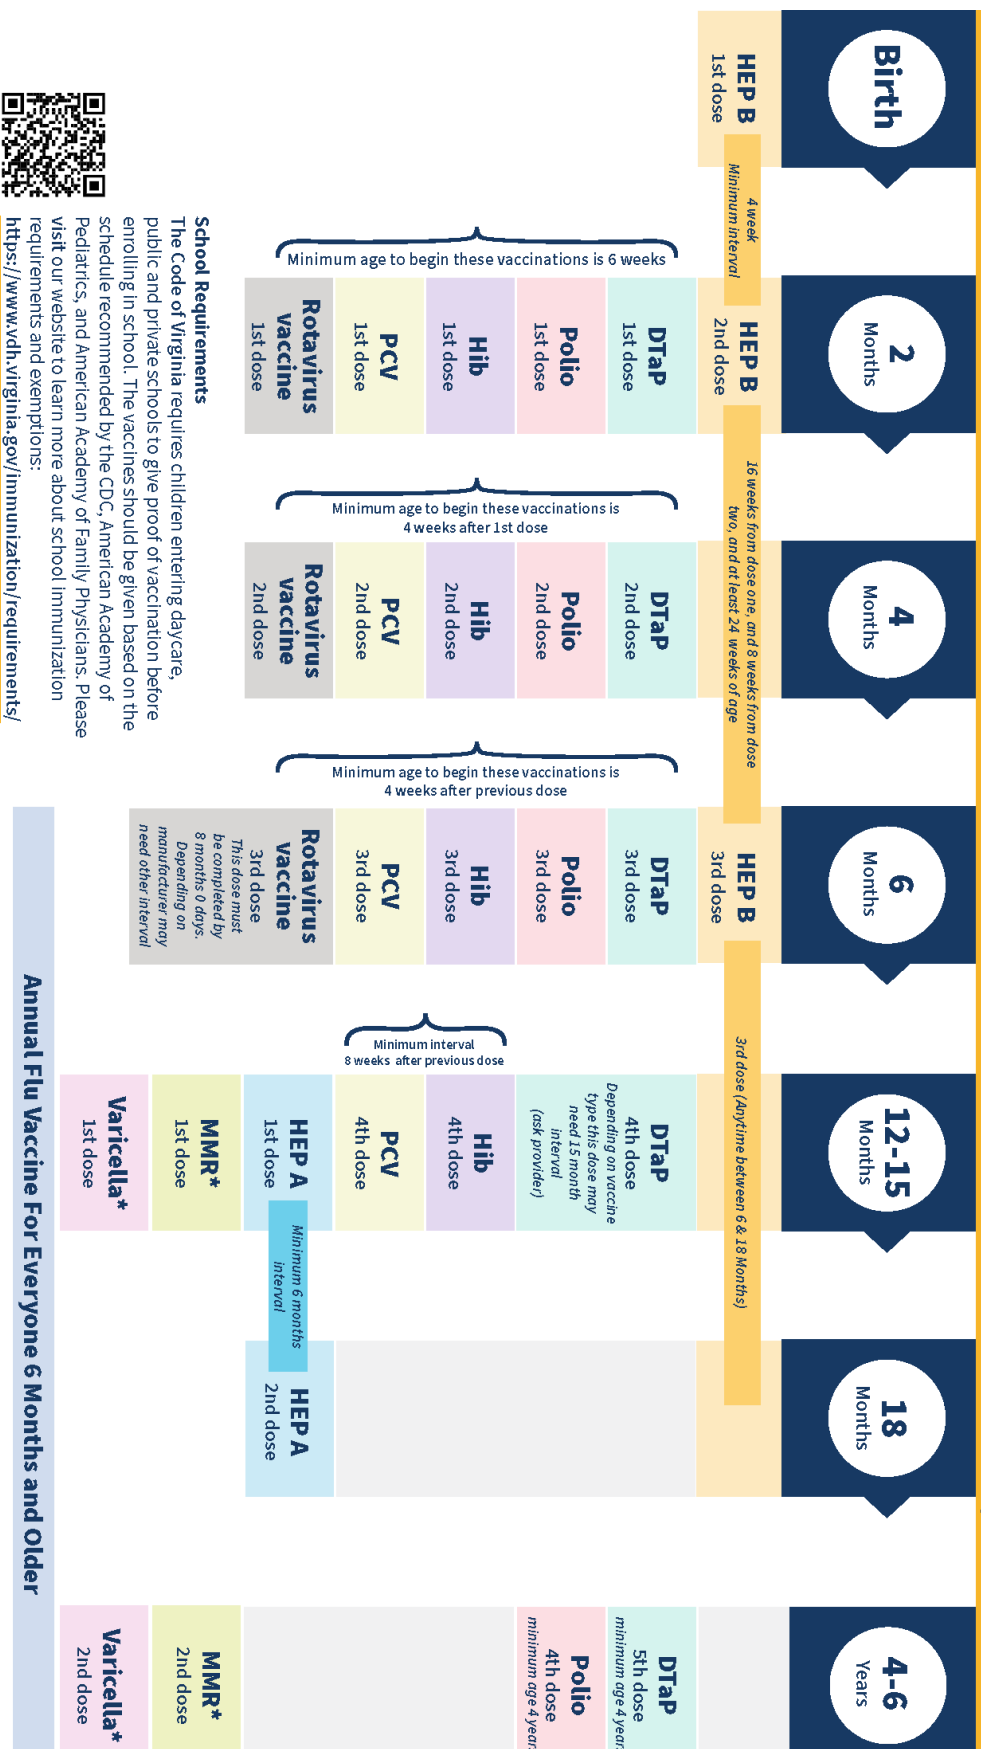 Birth
HEP B
1st dose
4 week
Minimum interval
2
Months
HEP B
2nd dose
Minimum age to begin these vaccinations is 6 weeks
DTaP
1st dose
Polio
1st dose
Hib
1st dose
PCV
1st dose
Rotavirus
vaccine
1st dose
16 weeks from dose one, and 8 weeks from dose
two, and at least 24 weeks of age
4
Months
Minimum age to begin these vaccinations is
4 weeks after 1st dose
DTaP
2nd dose
Polio
2nd dose
Hib
2nd dose
PCV
2nd dose
Rotavirus
vaccine
2nd dose
6
Months
HEP B
3rd dose
Minimum age to begin these vaccinations is
4 weeks after previous dose
DTaP
3rd dose
Polio
3rd dose
Hib
3rd dose
PCV
3rd dose
Rotavirus
vaccine
3rd dose
This dose must
be completed by
8 months 0 days.
Depending on
manufacturer may
need other interval
3rd dose (Anytime between 6 & 18 Months)
12-15
Months
Minimum interval
8 weeks after previous dose
DTaP
4th dose
Depending on vaccine
type this dose may
need 15 month
interval
(ask provider)
Hib
4th dose
PCV
4th dose
HEP A
1st dose
MMR*
1st dose
Varicella*
1st dose
Minimum 6 months
interval
18
Months
HEP A
2nd dose
4-6
Years
DTaP
5th dose
minimum age 4 year
Polio
4th dose
minimum age 4 year
MMR*
2nd dose
Varicella*
2nd dose
School Requirements
The Code of Virginia requires children entering daycare,
public and private schools to give proof of vaccination before
enrolling in school. The vaccines should be given based on the
schedule recommended by the CDC, American Academy of
Pediatrics, and American Academy of Family Physicians. Please
visit our website to learn more about school immunization
requirements and exemptions:
https://www.vdh.virginia.gov/immunization/requirements/
Annual Flu Vaccine For Everyone 6 Months and Older